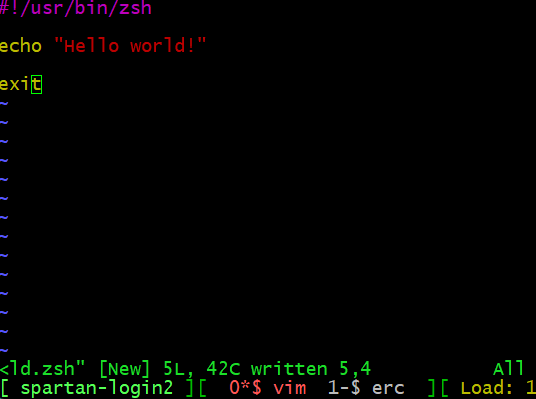 #!/usr/bin/zsh
echo "Hello world!"
exit
~
~
~
~
~
~
~
~
~
~
~
~
~
~
<ld.zsh" [New] 5L, 42C written 5,4 All
[ spartan-login2 ][ 0*$ vim 1-$ erc ][ Load: 1